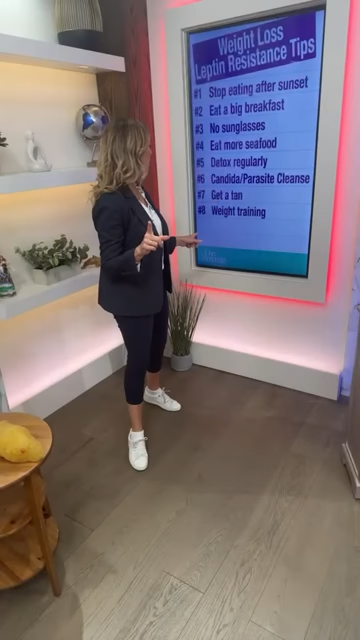 Weight Loss
Leptin Resistance Tips
#1 Stop eating after sunset
#2 Eat a big breakfast
#3 No sunglasses
#4 Eat more seafood
#5 Detox regularly
#6 Candida/Parasite Cleanse
#7 Get a tan
#8 Weight training